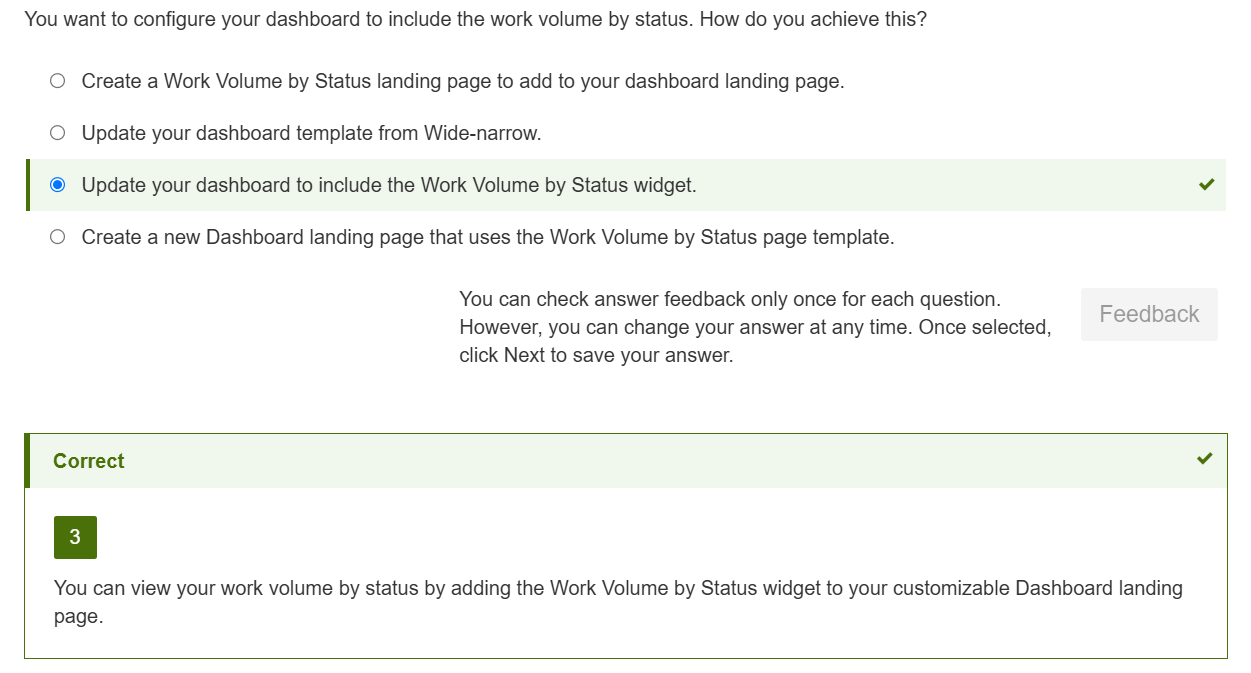 You want to configure your dashboard to include the work volume by status. How do you achieve this?
Create a Work Volume by Status landing page to add to your dashboard landing page.
Update your dashboard template from Wide-narrow.
Update your dashboard to include the Work Volume by Status widget.
Create a new Dashboard landing page that uses the Work Volume by Status page template.
You can check answer feedback only once for each question.
However, you can change your answer at any time. Once selected,
click Next to save your answer.
Feedback
Correct
3
You can view your work volume by status by adding the Work Volume by Status widget to your customizable Dashboard landing
page.